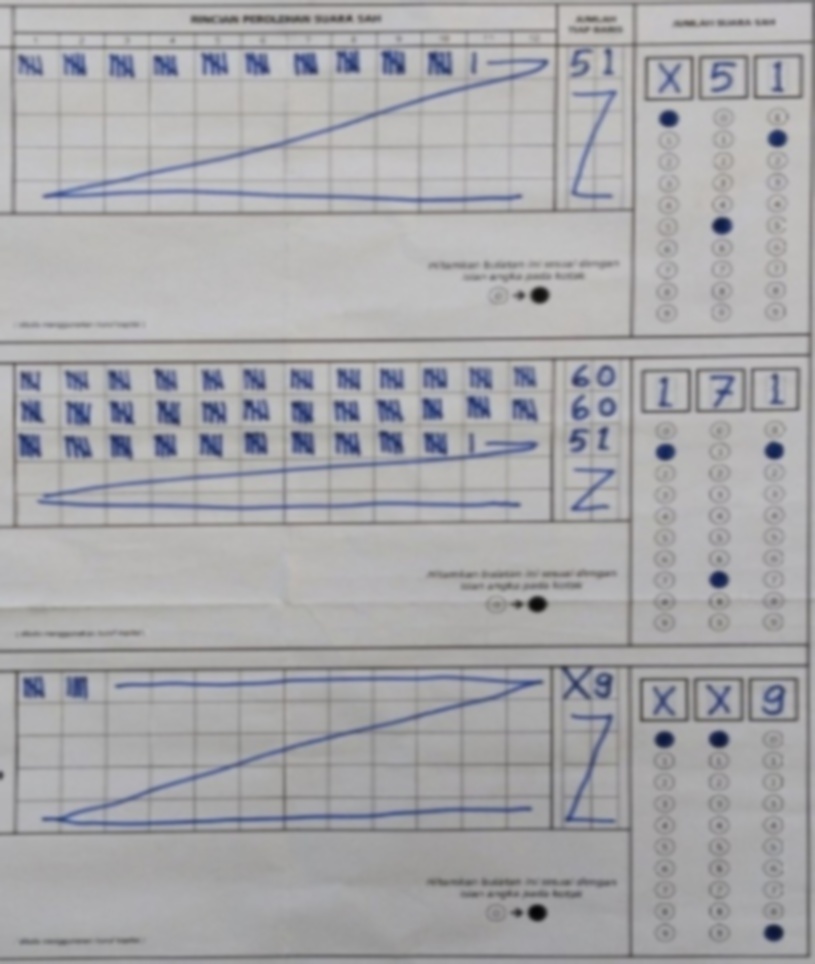 RINCIAN PEROLEHAN SUARA SAH
JUMLAH TIAP BARIS
JUMLAH SUARA SAH
1 2 3 4 5 6 7 8 9 10 11 12
51
X 5 1
Hitamkan bulatan ini sesuai dengan
isian angka pada kotak
60
60
51
1 7 1
Hitamkan bulatan ini sesuai dengan
isian angka pada kotak
X9
X X 9
Hitamkan bulatan ini sesuai dengan
isian angka pada kotak